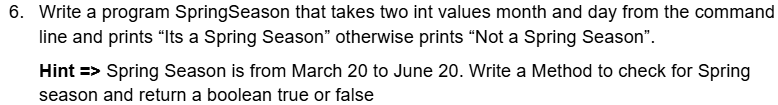 6. Write a program SpringSeason that takes two int values month and day from the command
line and prints “Its a Spring Season” otherwise prints “Not a Spring Season”.
Hint => Spring Season is from March 20 to June 20. Write a Method to check for Spring
season and return a boolean true or false